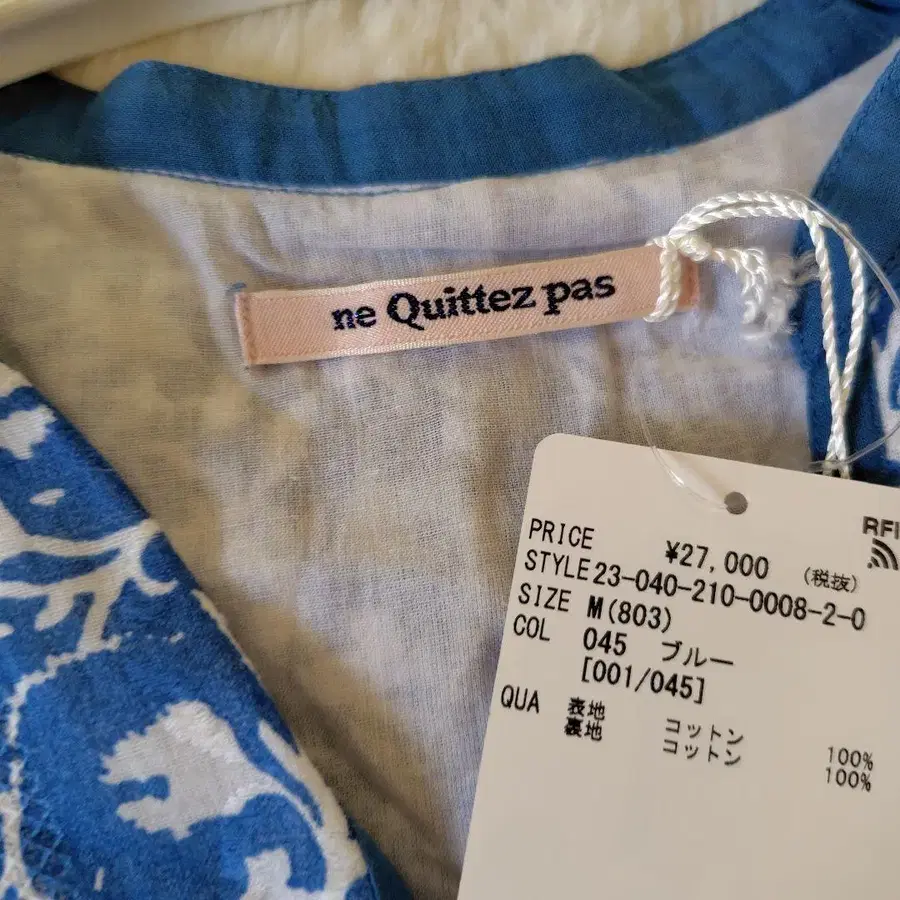 ne Quittez pas
RFI
PRICE ¥27,000 (税抜)
STYLE 23-040-210-0008-2-0
SIZE M(803)
COL 045 ブルー
[001/045]
QUA 表地 コットン 100%
裏地 コットン 100%